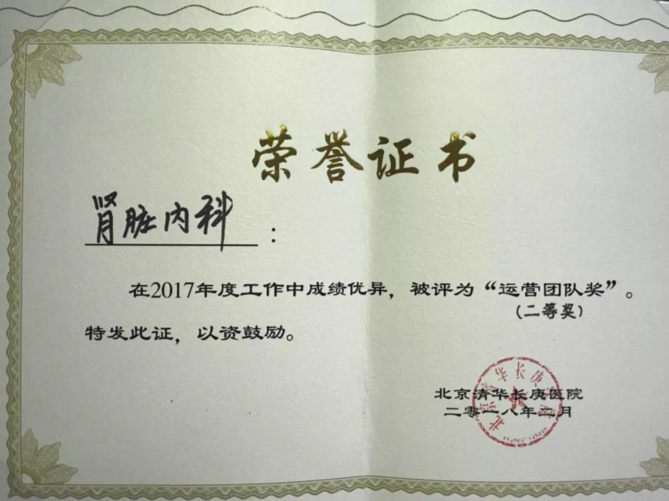 荣誉证书
肾脏内科：
在2017年度工作中成绩优异，被评为“运营团队奖”。
(二等奖)
特发此证，以资鼓励。
北京清华长庚医院
二零一八年二月